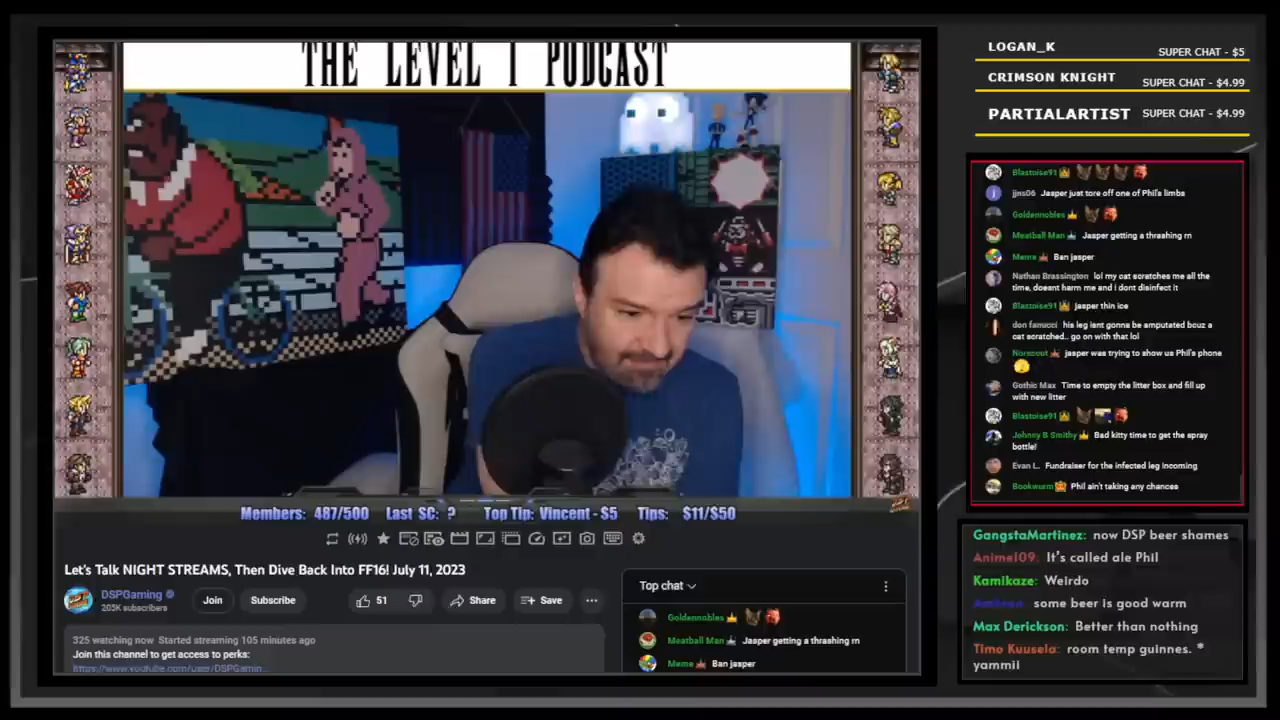 THE LEVEL 1 PODCAST
Members: 487/500 Last SC: ? Top Tip: Vincent - $5 Tips: $11/$50
Let's Talk NIGHT STREAMS, Then Dive Back Into FF16! July 11, 2023
DSPGaming
205K subscribers
Join
Subscribe
51
Share
Save
325 watching now Started streaming 105 minutes ago
Join this channel to get access to perks:
https://www.youtube.com/user/DSPGamin...
Top chat
Goldennobles
Meatball Man Jasper getting a thrashing rn
Meme Ban jasper
LOGAN_K SUPER CHAT - $5
CRIMSON KNIGHT SUPER CHAT - $4.99
PARTIALARTIST SUPER CHAT - $4.99
Blastoise91
jjns06 Jasper just tore off one of Phil's limbs
Goldennobles
Meatball Man Jasper getting a thrashing rn
Meme Ban jasper
Nathan Brassington lol my cat scratches me all the
time, doesnt harm me and i dont disinfect it
Blastoise91 jasper thin ice
don famucci his leg isnt gonna be amputated bcuz a
cat scratched.. go on with that lol
Norscout jasper was trying to show us Phil's phone
Gothic Max Time to empty the litter box and fill up
with new litter
Blastoise91
Johnny B Smithy Bad kitty time to get the spray
bottle!
Evan L. Fundraiser for the infected leg incoming
Bookwurm Phil ain't taking any chances
GangstaMartinez: now DSP beer shames
Anime109: It's called ale Phil
Kamikaze: Weirdo
some beer is good warm
Max Derickson: Better than nothing
Timo Kuusela: room temp guinnes. *
yammii